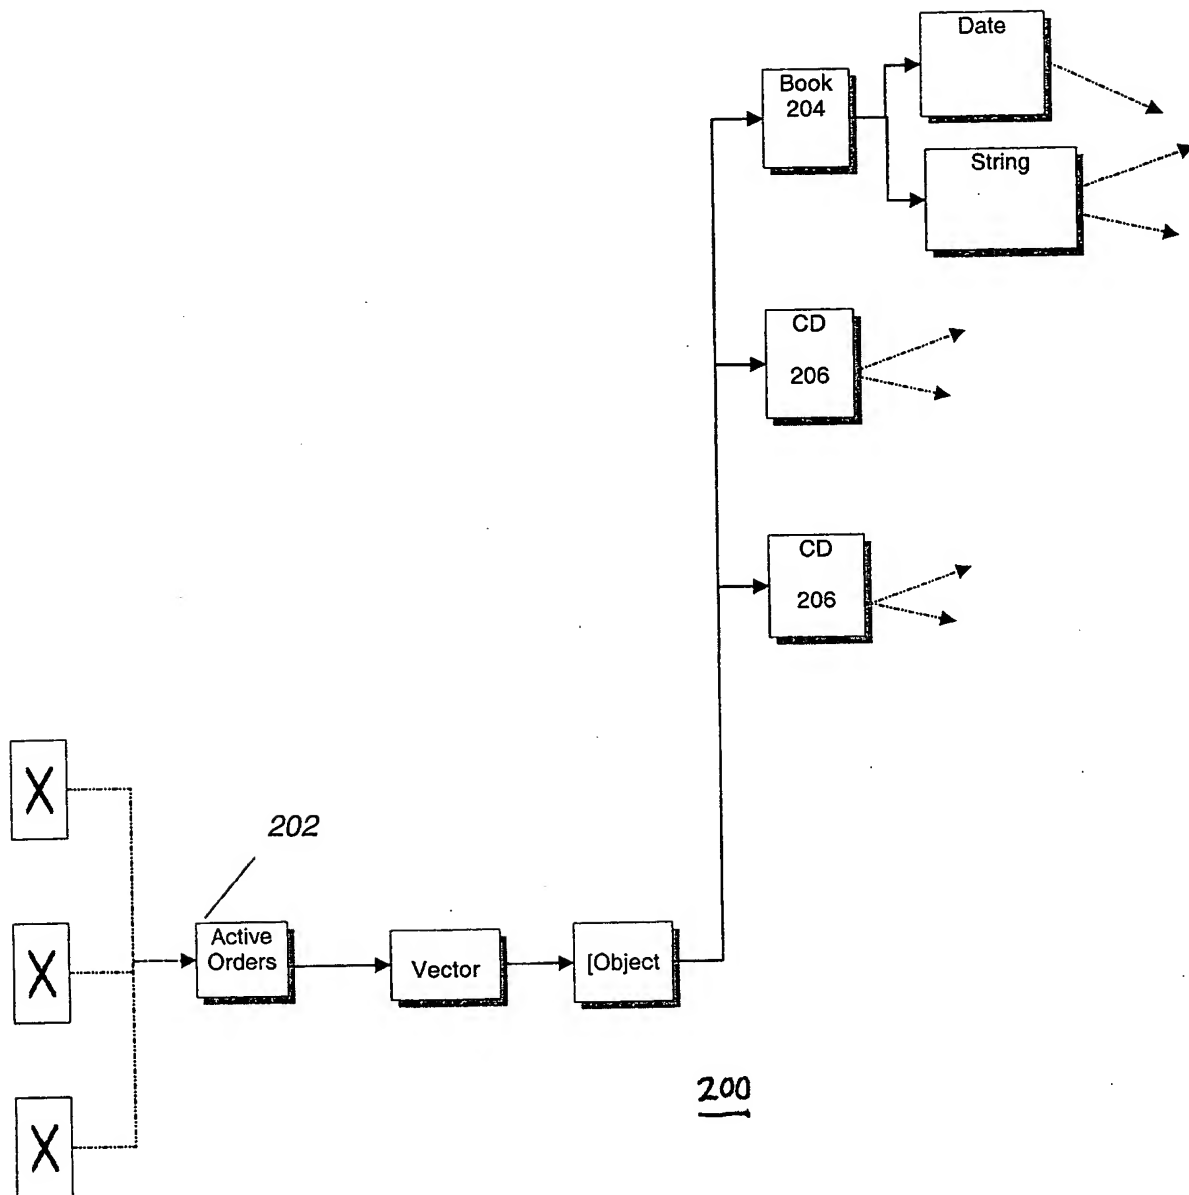 Date
Book
204
String
CD
206
CD
206
X
202
Active
Orders
X
Vector
[Object
200
X